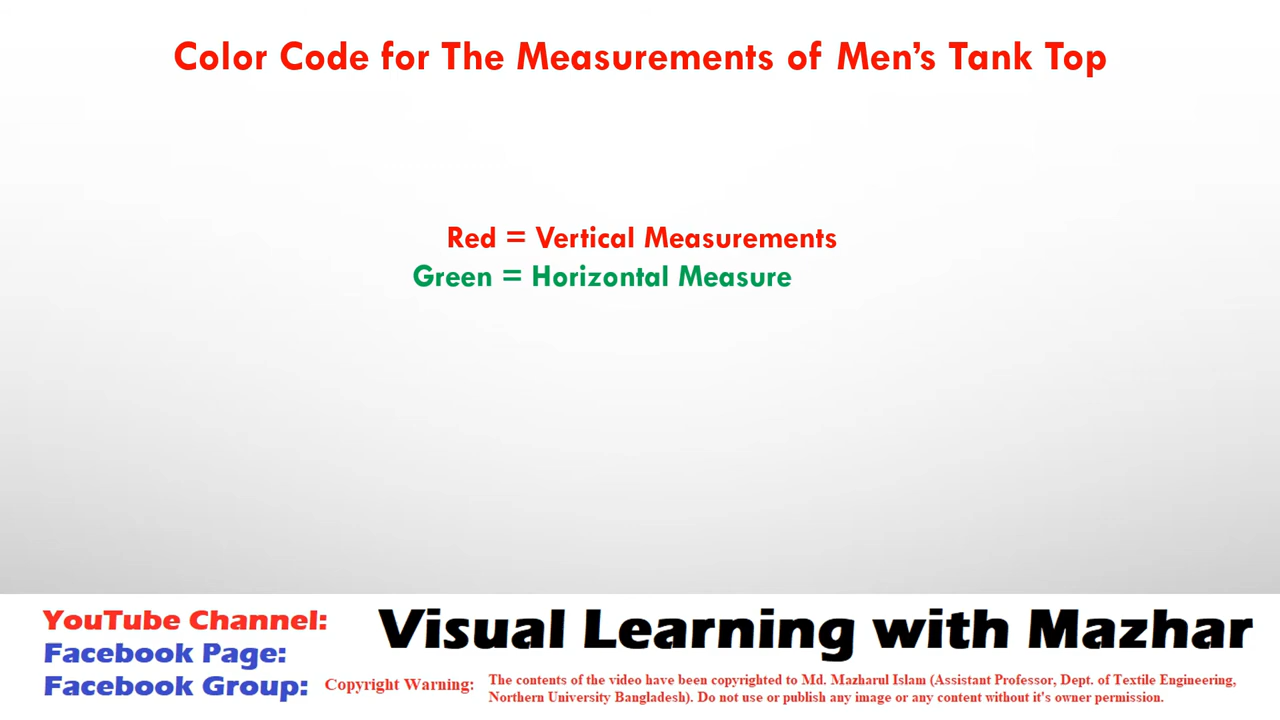 Color Code for The Measurements of Men’s Tank Top
Red = Vertical Measurements
Green = Horizontal Measure
YouTube Channel:
Facebook Page:
Facebook Group:
Visual Learning with Mazhar
Copyright Warning:
The contents of the video have been copyrighted to Md. Mazharul Islam (Assistant Professor, Dept. of Textile Engineering,
Northern University Bangladesh). Do not use or publish any image or any content without it's owner permission.